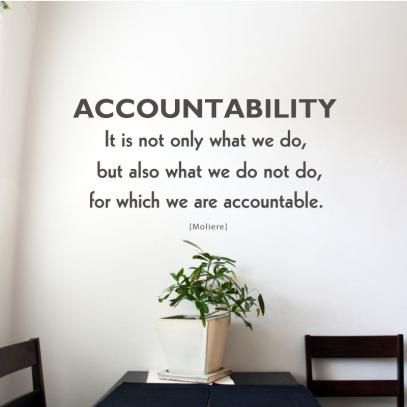 ACCOUNTABILITY
It is not only what we do,
but also what we do not do,
for which we are accountable.
[Moliere]